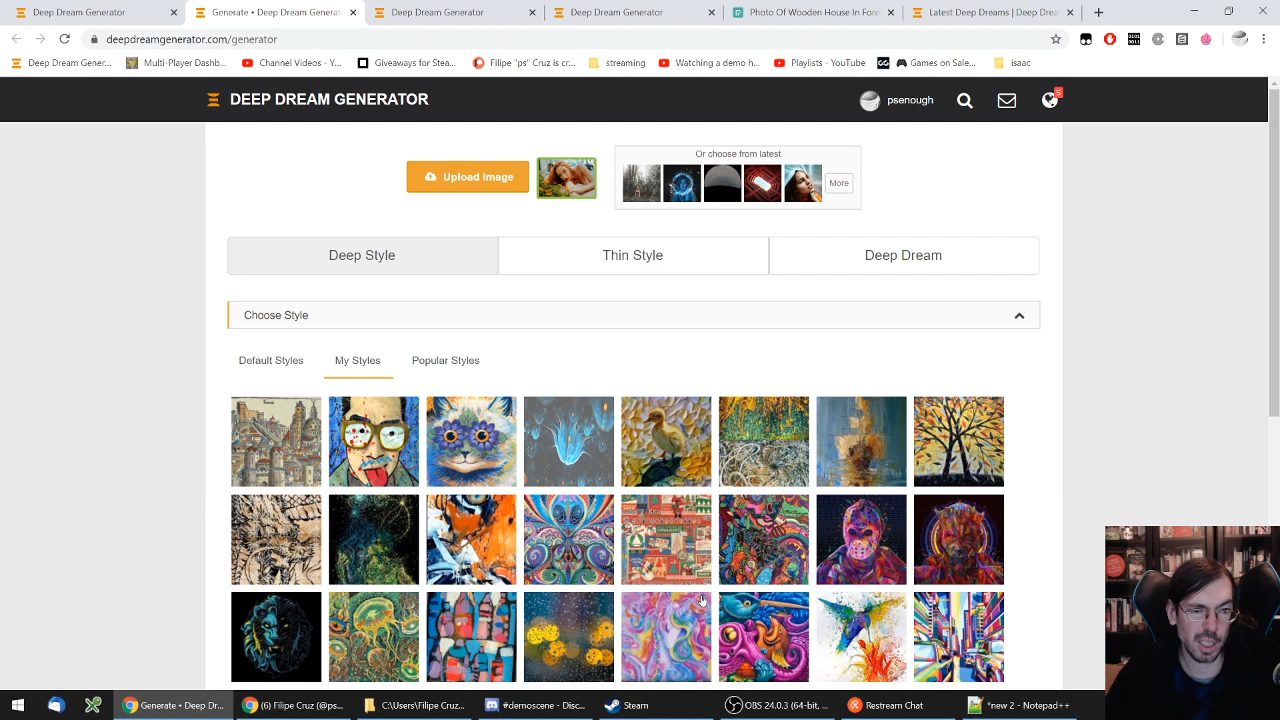 Deep Dream Generator
Generate • Deep Dream Generat
Deep Dream Generator
Deep Dream Generator
Photo Of Wooden House In Fore
Latest Deep Dreams | Deep Drea
deepdreamgenerator.com/generator
Deep Dream Gener...
Multi-Player Dashb...
Channel Videos - Y...
Giveaways for Stea...
Filipe "ps" Cruz is cr...
streaming
Watching a demo h...
Playlists - YouTube
Games on Sale...
isaac
DEEP DREAM GENERATOR
psenough
5
Upload Image
Or choose from latest
More
Deep Style
Thin Style
Deep Dream
Choose Style
Default Styles
My Styles
Popular Styles
Generate • Deep Dr...
(6) Filipe Cruz (@ps...
C:\Users\Filipe Cruz...
#demoscene - Disc...
Steam
OBS 24.0.3 (64-bit, ...
Restream Chat
*new 2 - Notepad++